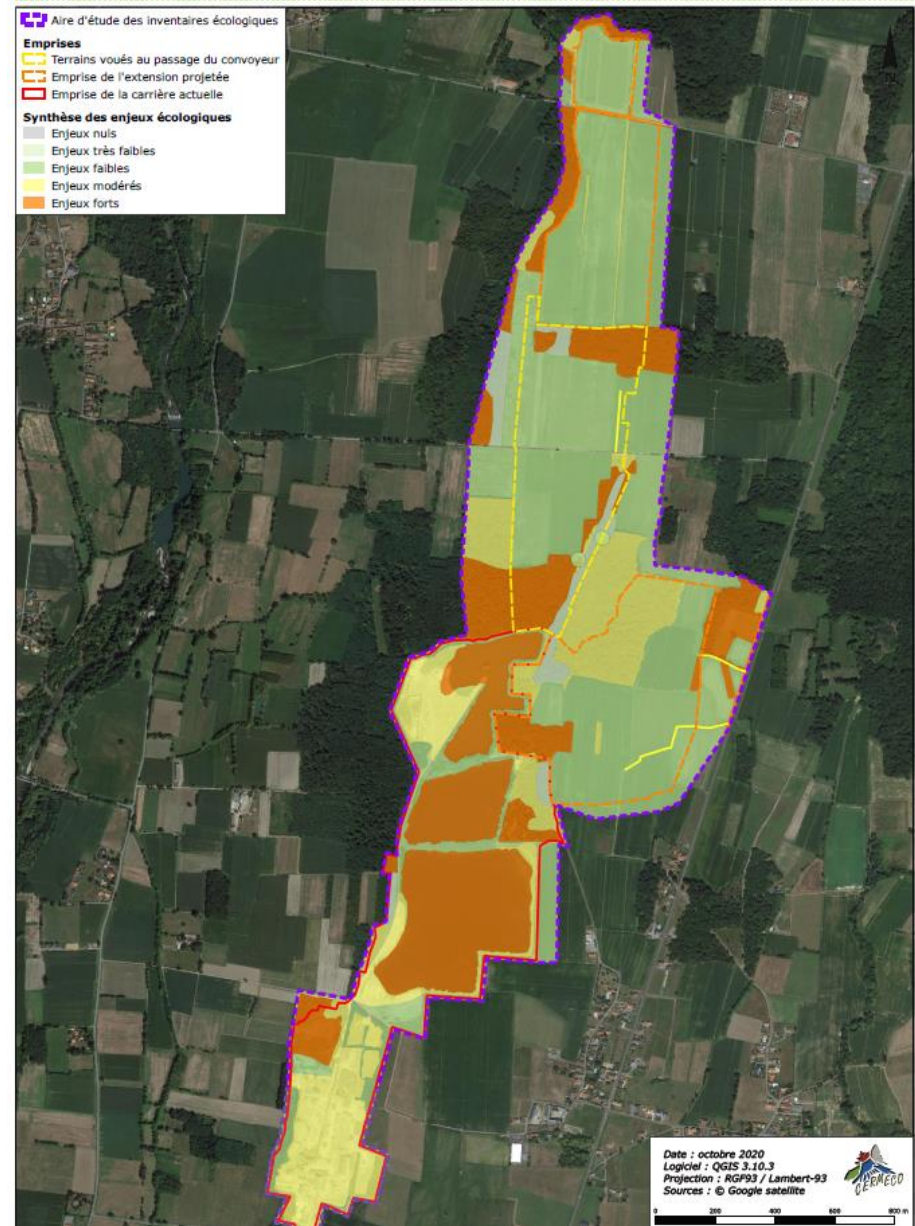 Aire d'étude des inventaires écologiques
Emprises
Terrains voués au passage du convoyeur
Emprise de l'extension projetée
Emprise de la carrière actuelle
Synthèse des enjeux écologiques
Enjeux nuls
Enjeux très faibles
Enjeux faibles
Enjeux modérés
Enjeux forts
Date : octobre 2020
Logiciel : QGIS 3.10.3
Projection : RGF93 / Lambert-93
Sources : © Google satellite
CERMECO
0 200 400 600 800 m